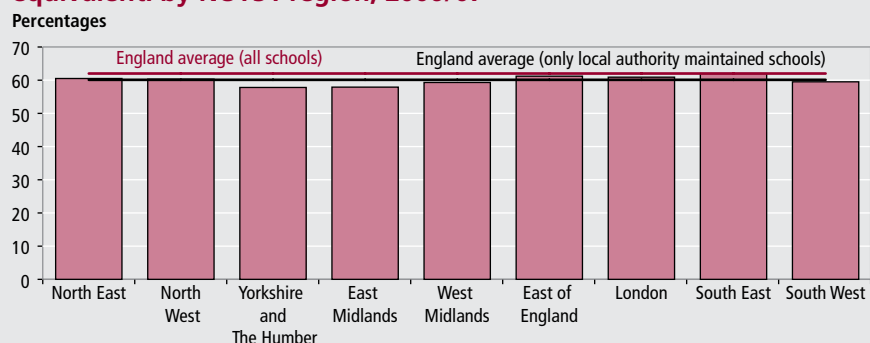 Percentages
70
England average (all schools)
England average (only local authority maintained schools)
60
50
40
30
20
10
0
North East
North
West
Yorkshire
and
The Humber
East
Midlands
West
Midlands
East of
England
London
South East
South West